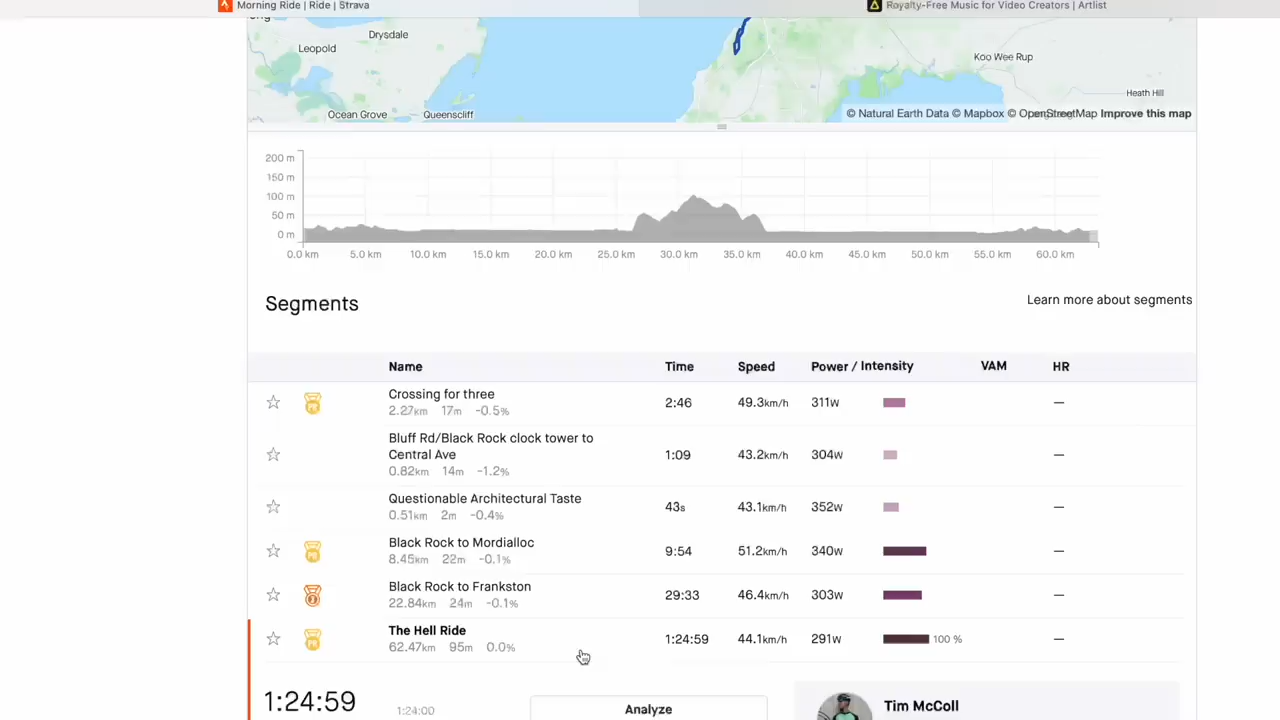 Morning Ride | Ride | Strava
Royalty-Free Music for Video Creators | Artlist
Drysdale
Leopold
Koo Wee Rup
Heath Hill
Ocean Grove
Queenscliff
© Natural Earth Data © Mapbox © OpenStreetMap Improve this map
200 m
150 m
100 m
50 m
0 m
0.0 km 5.0 km 10.0 km 15.0 km 20.0 km 25.0 km 30.0 km 35.0 km 40.0 km 45.0 km 50.0 km 55.0 km 60.0 km
Segments
Learn more about segments
Name Time Speed Power / Intensity VAM HR
Crossing for three
2.27km 17m -0.5%
2:46 49.3km/h 311W —
Bluff Rd/Black Rock clock tower to
Central Ave
0.82km 14m -1.2%
1:09 43.2km/h 304W —
Questionable Architectural Taste
0.51km 2m -0.4%
43s 43.1km/h 352W —
Black Rock to Mordialloc
8.45km 22m -0.1%
9:54 51.2km/h 340W —
Black Rock to Frankston
22.84km 24m -0.1%
29:33 46.4km/h 303W —
The Hell Ride
62.47km 95m 0.0%
1:24:59 44.1km/h 291W 100 % —
1:24:59
1:24:00
Analyze
Tim McColl